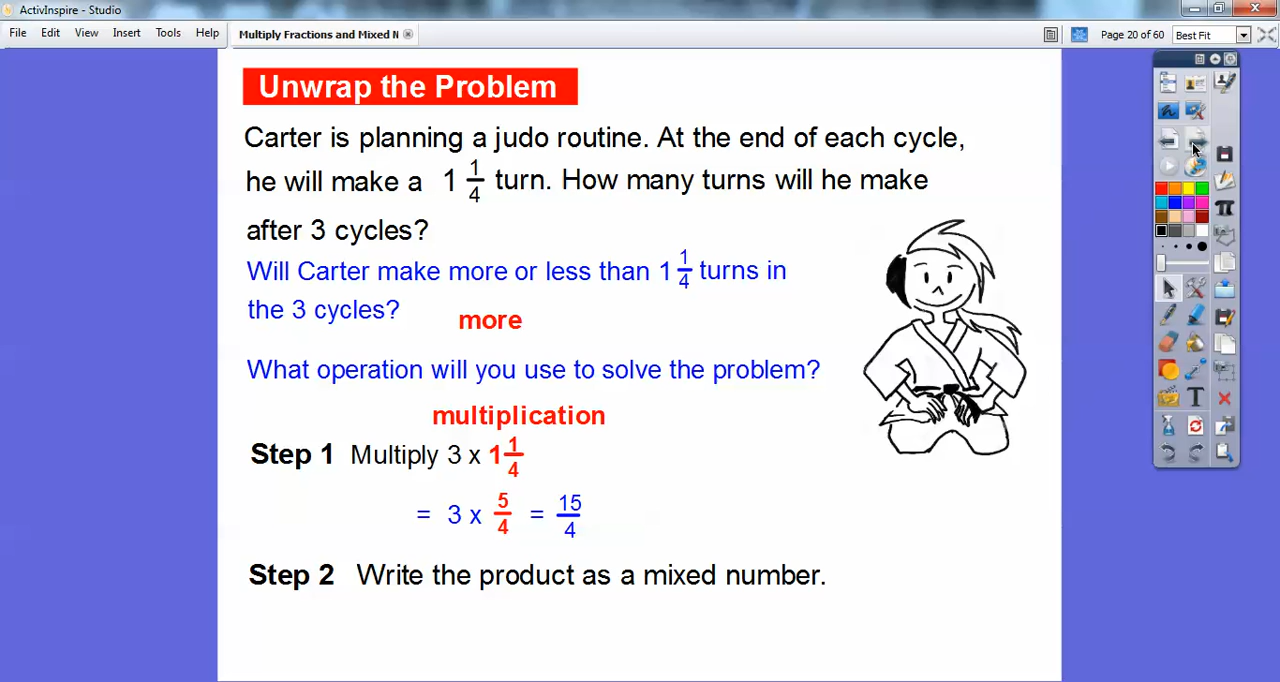 ActivInspire - Studio
File Edit View Insert Tools Help Multiply Fractions and Mixed N Page 20 of 60 Best Fit
Unwrap the Problem
Carter is planning a judo routine. At the end of each cycle,
he will make a 1 1/4 turn. How many turns will he make
after 3 cycles?
Will Carter make more or less than 1 1/4 turns in
the 3 cycles?
more
What operation will you use to solve the problem?
multiplication
Step 1 Multiply 3 x 1 1/4
= 3 x 5/4 = 15/4
Step 2 Write the product as a mixed number.